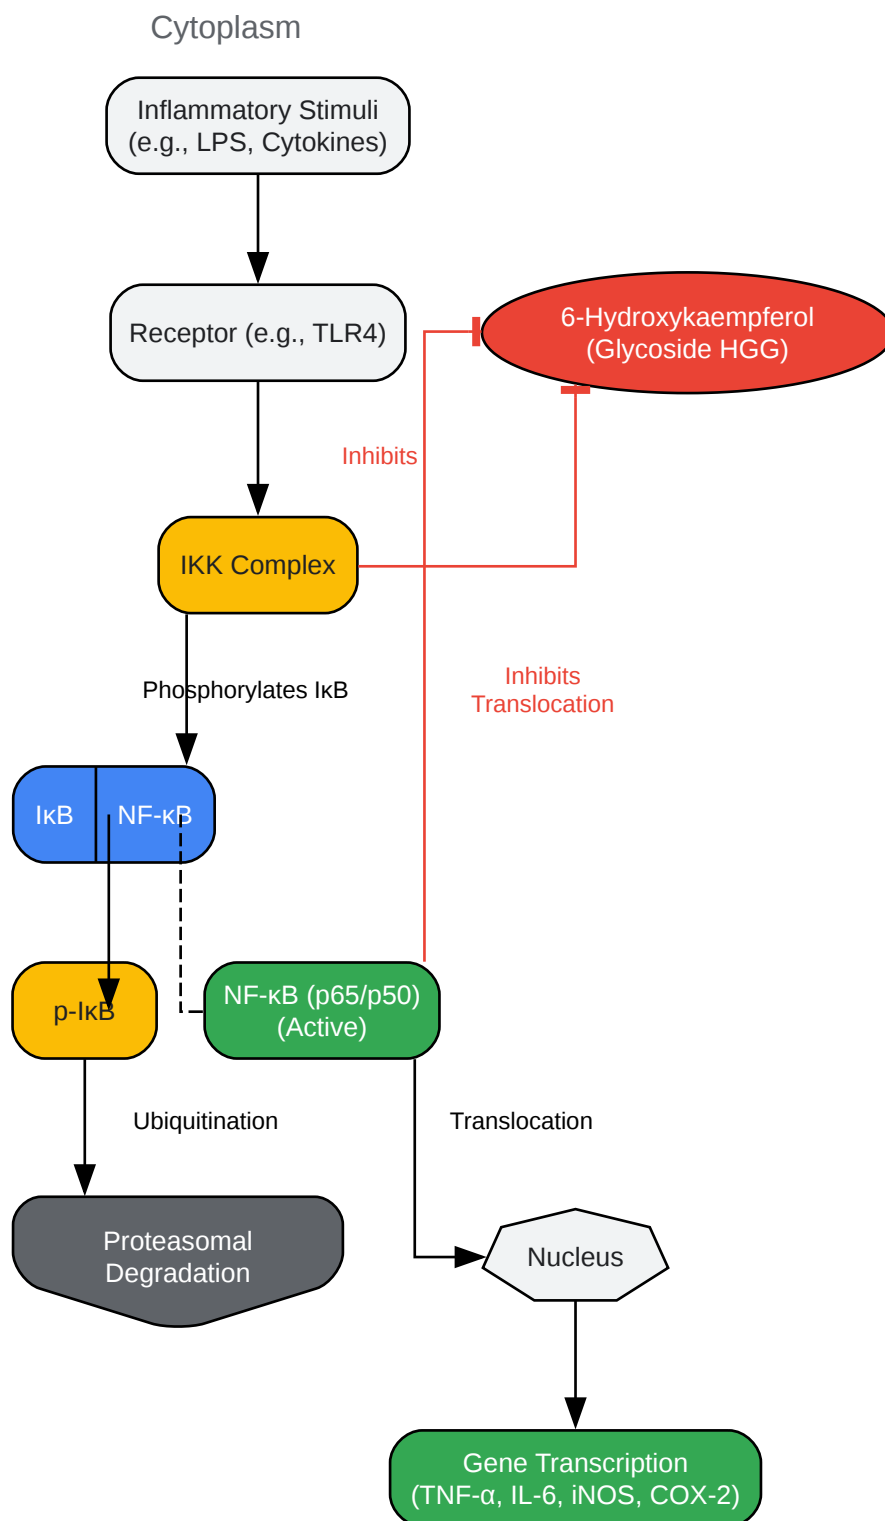 Cytoplasm
Inflammatory Stimuli
(e.g., LPS, Cytokines)
Receptor (e.g., TLR4)
6-Hydroxykaempferol
(Glycoside HGG)
Inhibits
IKK Complex
Inhibits
Translocation
Phosphorylates IκB
IκB
NF-κB
p-IκB
NF-κB (p65/p50)
(Active)
Ubiquitination
Translocation
Proteasomal
Degradation
Nucleus
Gene Transcription
(TNF-α, IL-6, iNOS, COX-2)